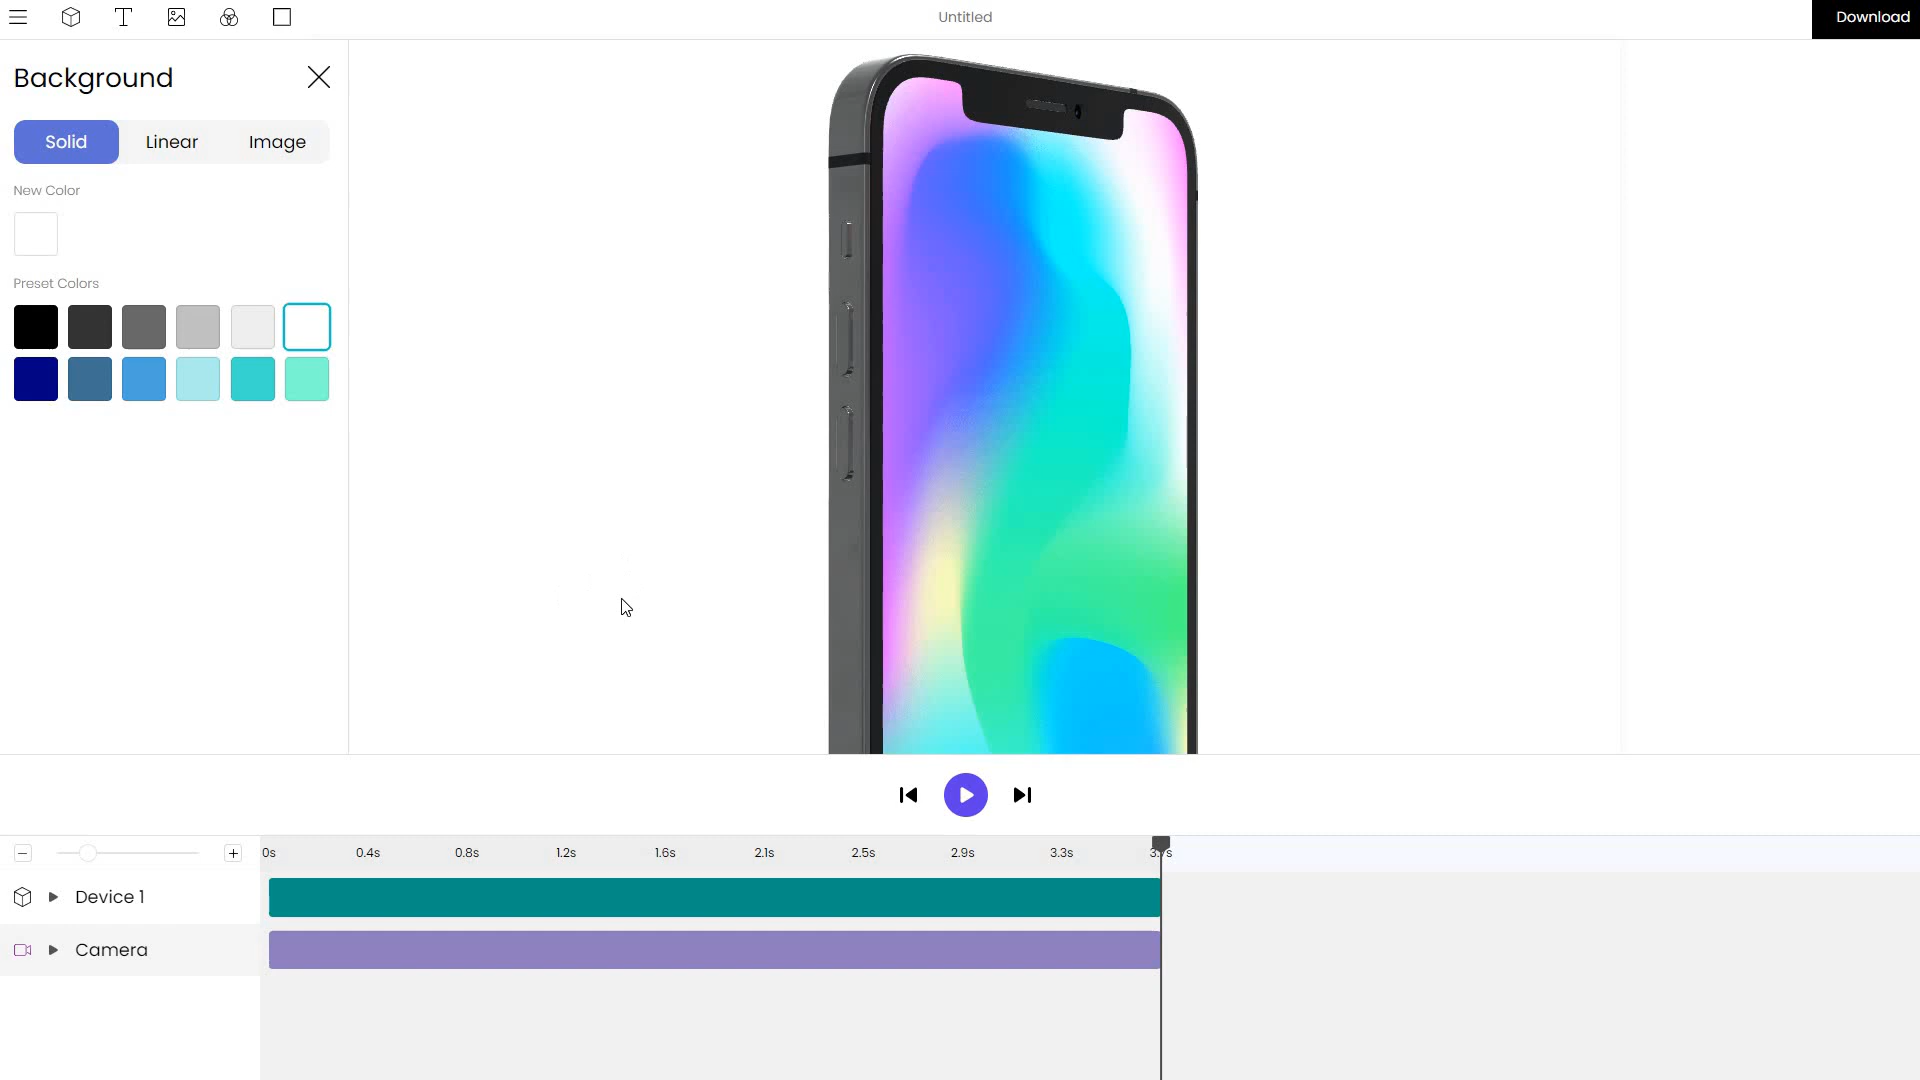 Untitled
Download
Background
Solid
Linear
Image
New Color
Preset Colors
0s
0.4s
0.8s
1.2s
1.6s
2.1s
2.5s
2.9s
3.3s
Device 1
Camera